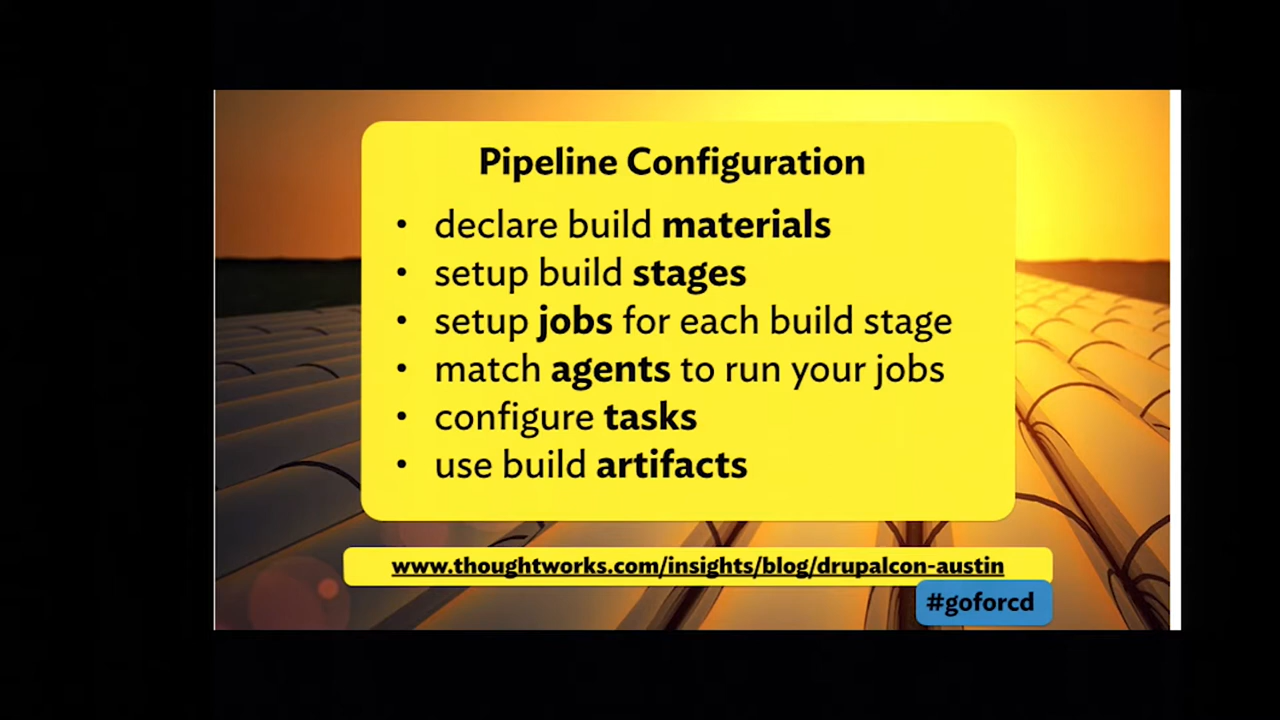 Pipeline Configuration
• declare build materials
• setup build stages
• setup jobs for each build stage
• match agents to run your jobs
• configure tasks
• use build artifacts
www.thoughtworks.com/insights/blog/drupalcon-austin
#goforcd